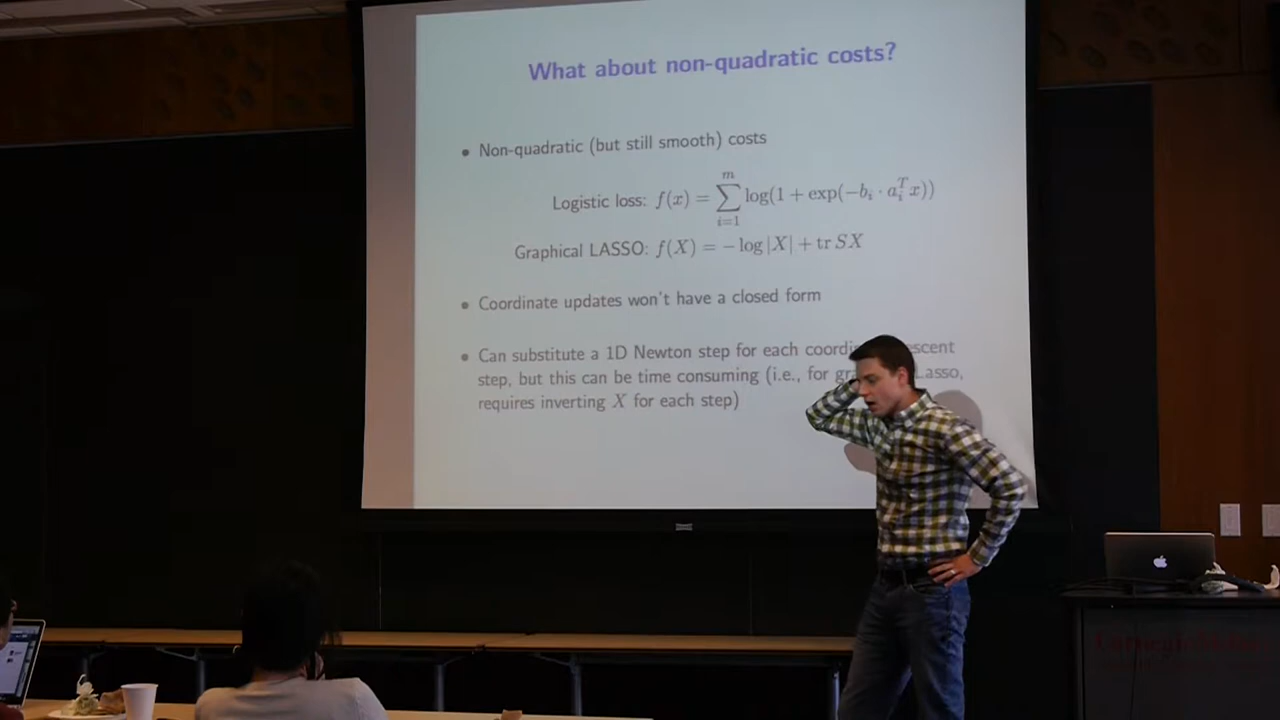 What about non-quadratic costs?
• Non-quadratic (but still smooth) costs
Logistic loss: f(x) = ∑_{i=1}^{m} log(1 + exp(−b_i · a_i^T x))
Graphical LASSO: f(X) = − log |X| + tr SX
• Coordinate updates won't have a closed form
• Can substitute a 1D Newton step for each
step, but this can be time consuming (i.e., for
requires inverting X for each step)